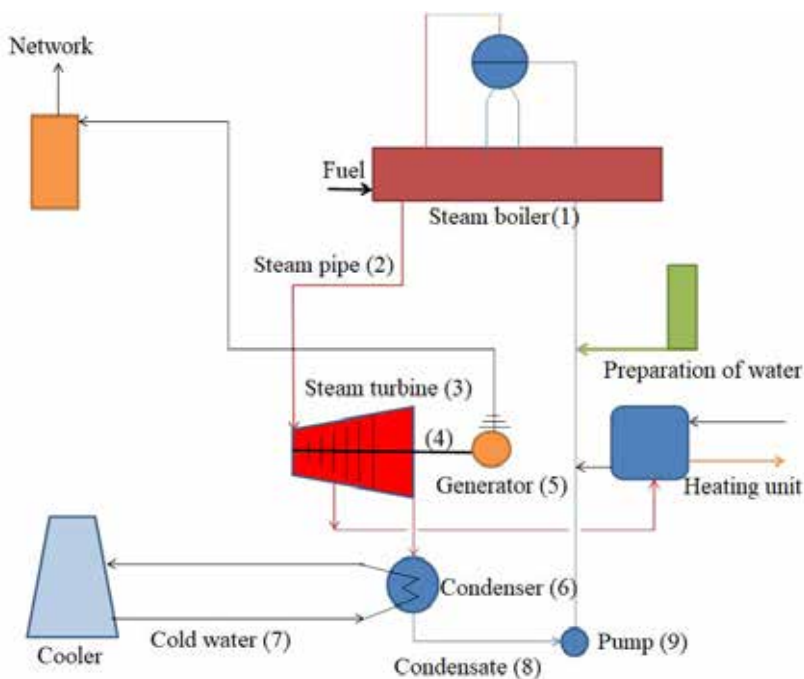 Network
Fuel
Steam boiler(1)
Steam pipe (2)
Preparation of water
Steam turbine (3)
(4)
Generator (5)
Heating unit
Condenser (6)
Cold water (7)
Cooler
Condensate (8)
Pump (9)